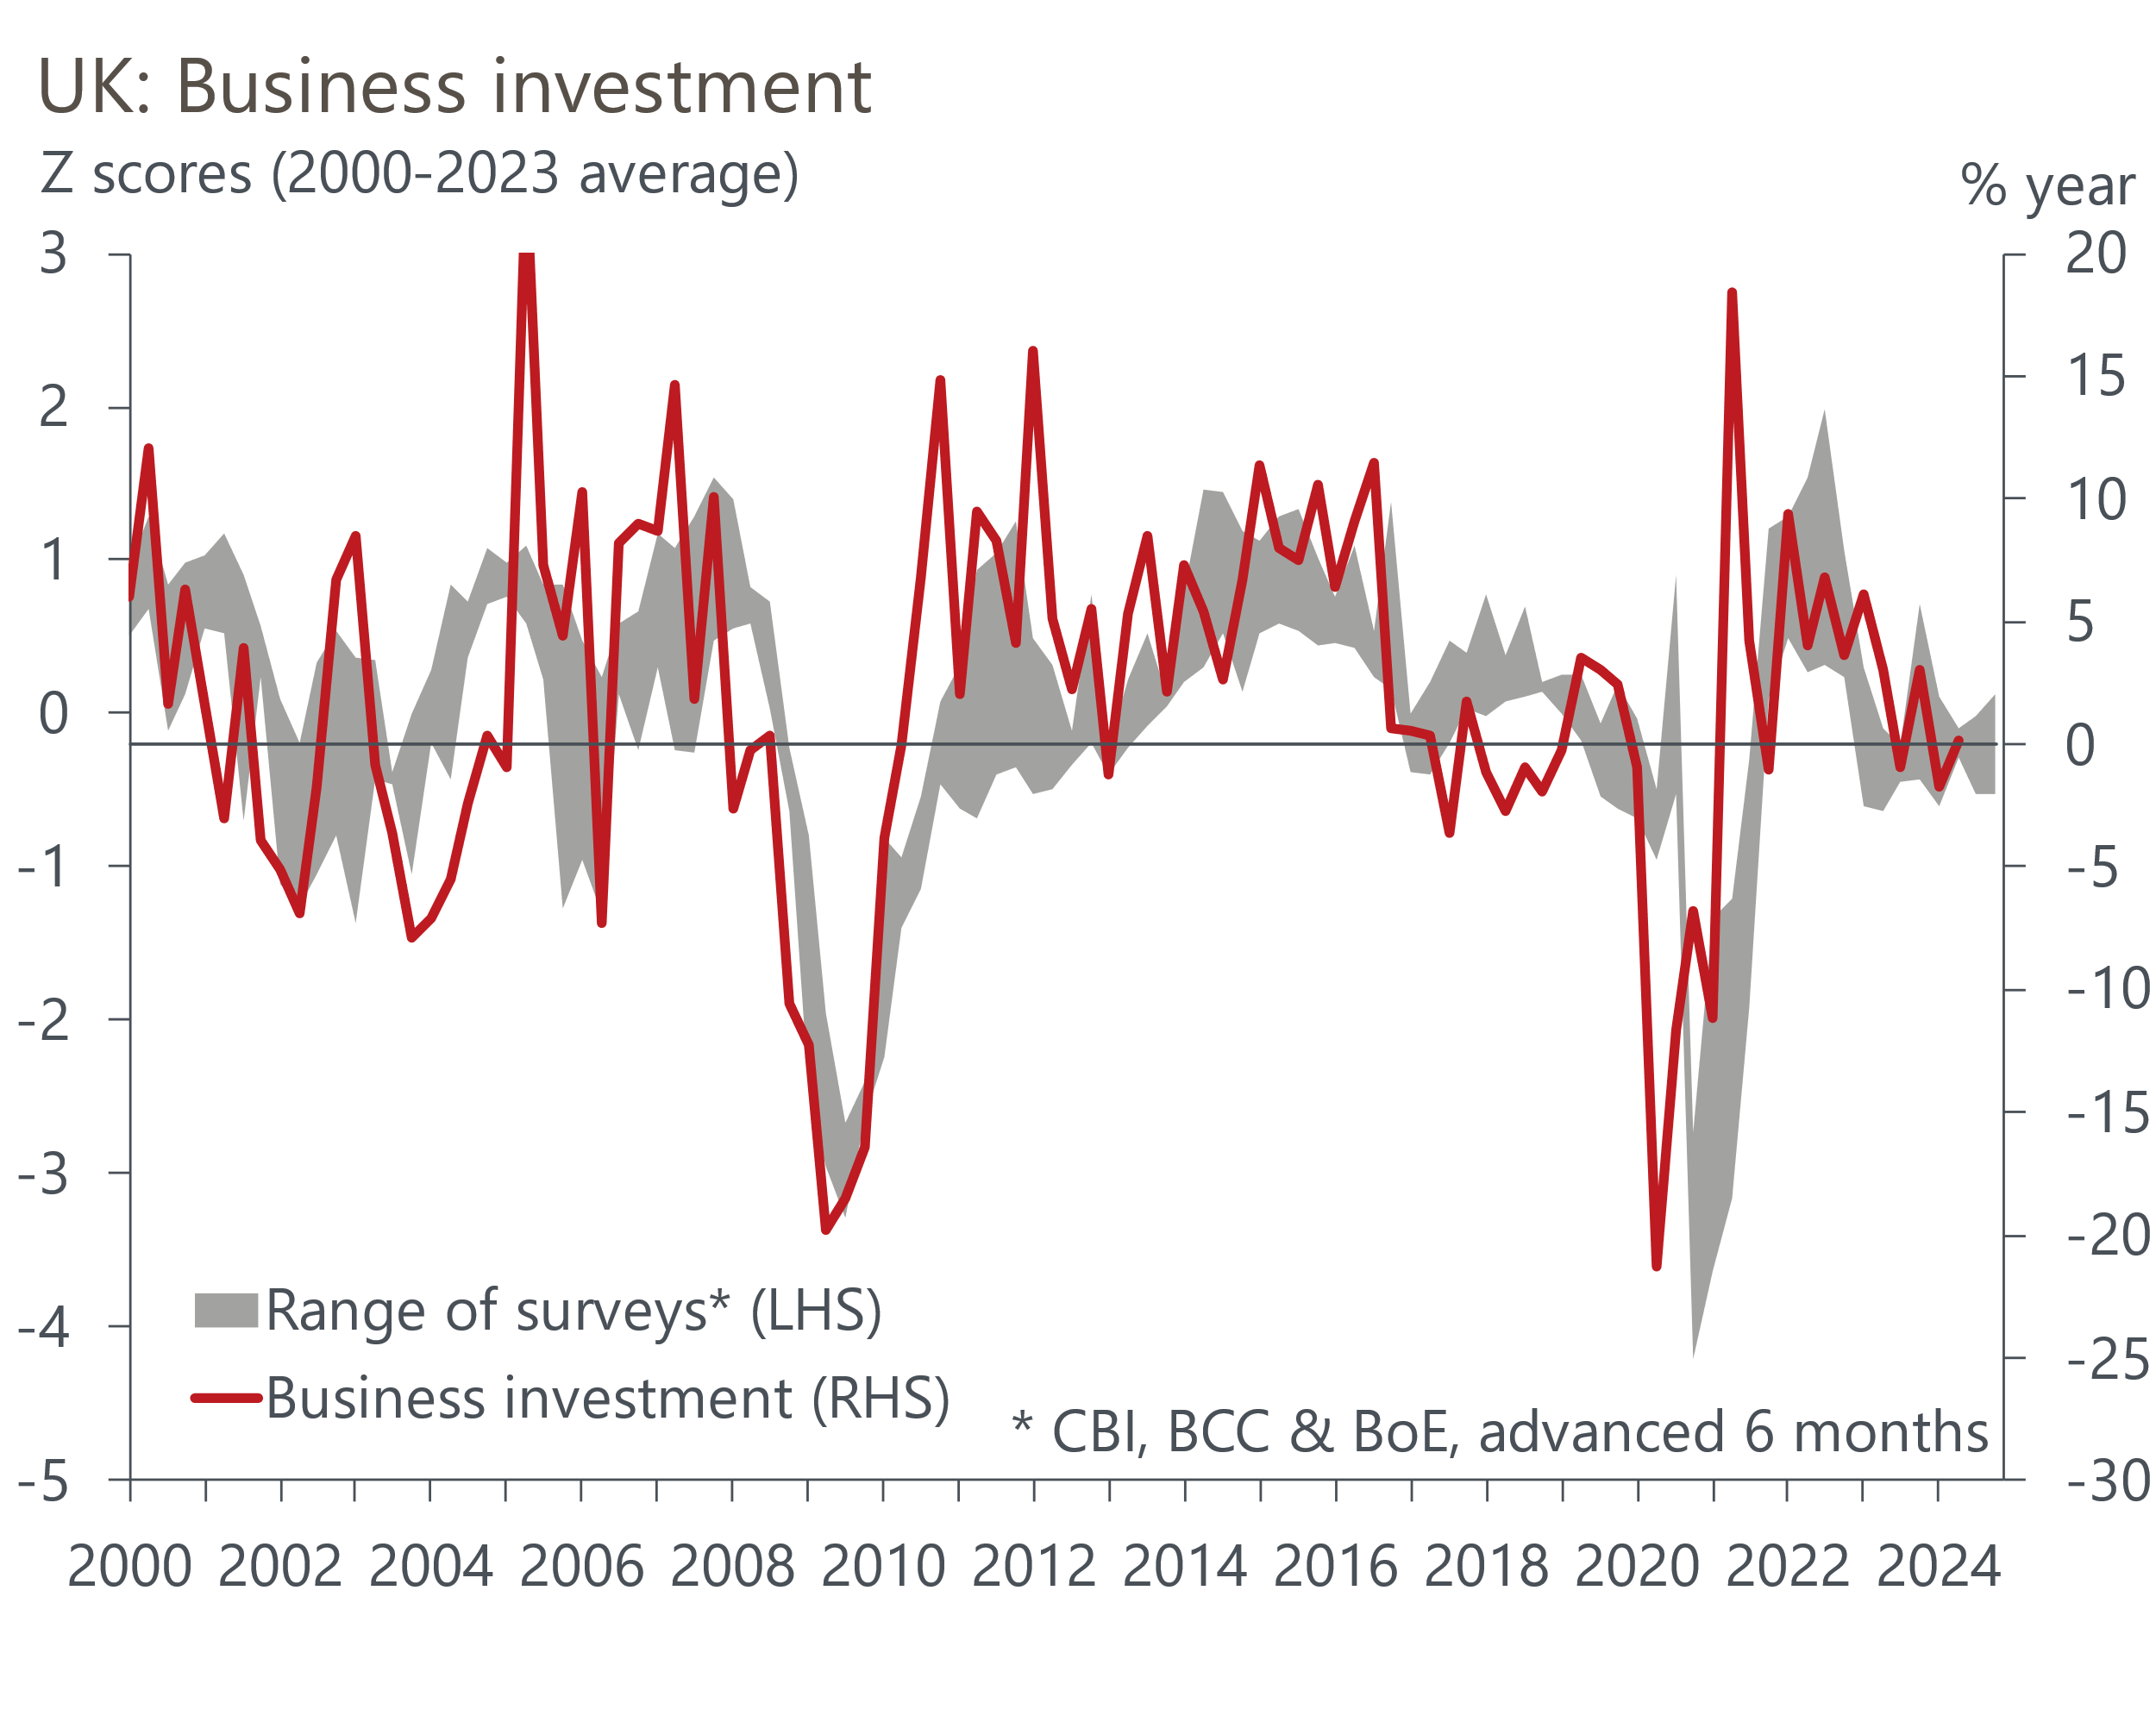 UK: Business investment
Z scores (2000-2023 average)
% year
3
2
1
0
-1
-2
-3
-4
-5
20
15
10
5
0
-5
-10
-15
-20
-25
-30
Range of surveys* (LHS)
Business investment (RHS)
* CBI, BCC & BoE, advanced 6 months
2000 2002 2004 2006 2008 2010 2012 2014 2016 2018 2020 2022 2024